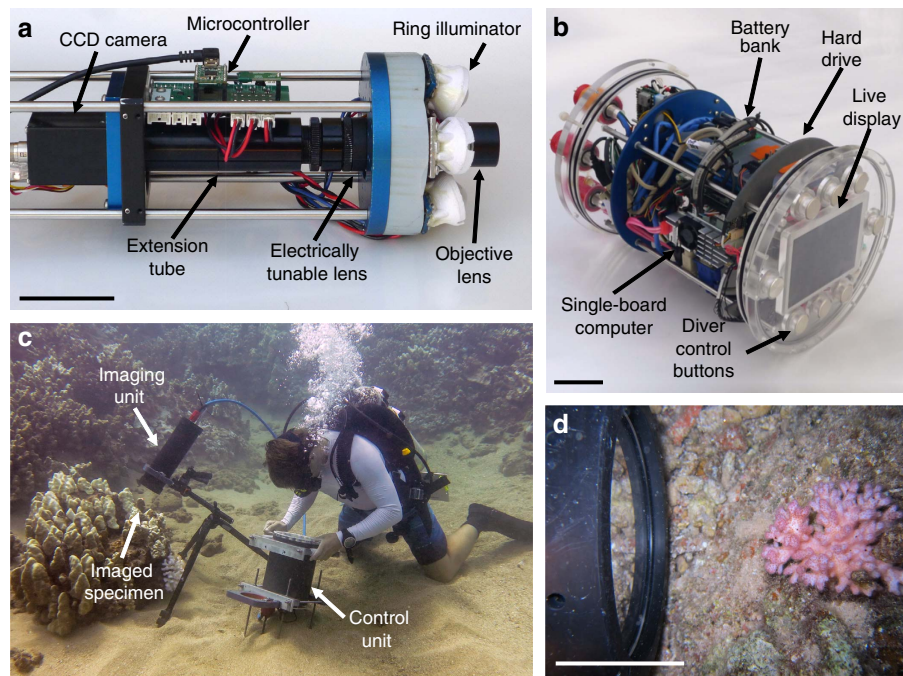 a
CCD camera
Microcontroller
Ring illuminator
Extension
tube
Electrically
tunable lens
Objective
lens
b
Battery
bank
Hard
drive
Live
display
Single-board
computer
Diver
control
buttons
c
Imaging
unit
Imaged
specimen
Control
unit
d